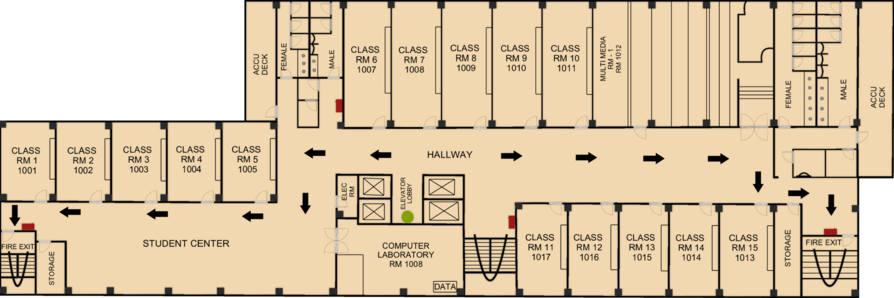 ACCU
DECK
FEMALE
MALE
CLASS
RM 6
1007
CLASS
RM 7
1008
CLASS
RM 8
1009
CLASS
RM 9
1010
CLASS
RM 10
1011
MULTI MEDIA
RM - 1
RM 1012
FEMALE
MALE
ACCU
DECK
CLASS
RM 1
1001
CLASS
RM 2
1002
CLASS
RM 3
1003
CLASS
RM 4
1004
CLASS
RM 5
1005
HALLWAY
ELEC
RM
ELEVATOR
LOBBY
STUDENT CENTER
FIRE EXIT
STORAGE
COMPUTER
LABORATORY
RM 1008
DATA
CLASS
RM 11
1017
CLASS
RM 12
1016
CLASS
RM 13
1015
CLASS
RM 14
1014
CLASS
RM 15
1013
STORAGE
FIRE EXIT